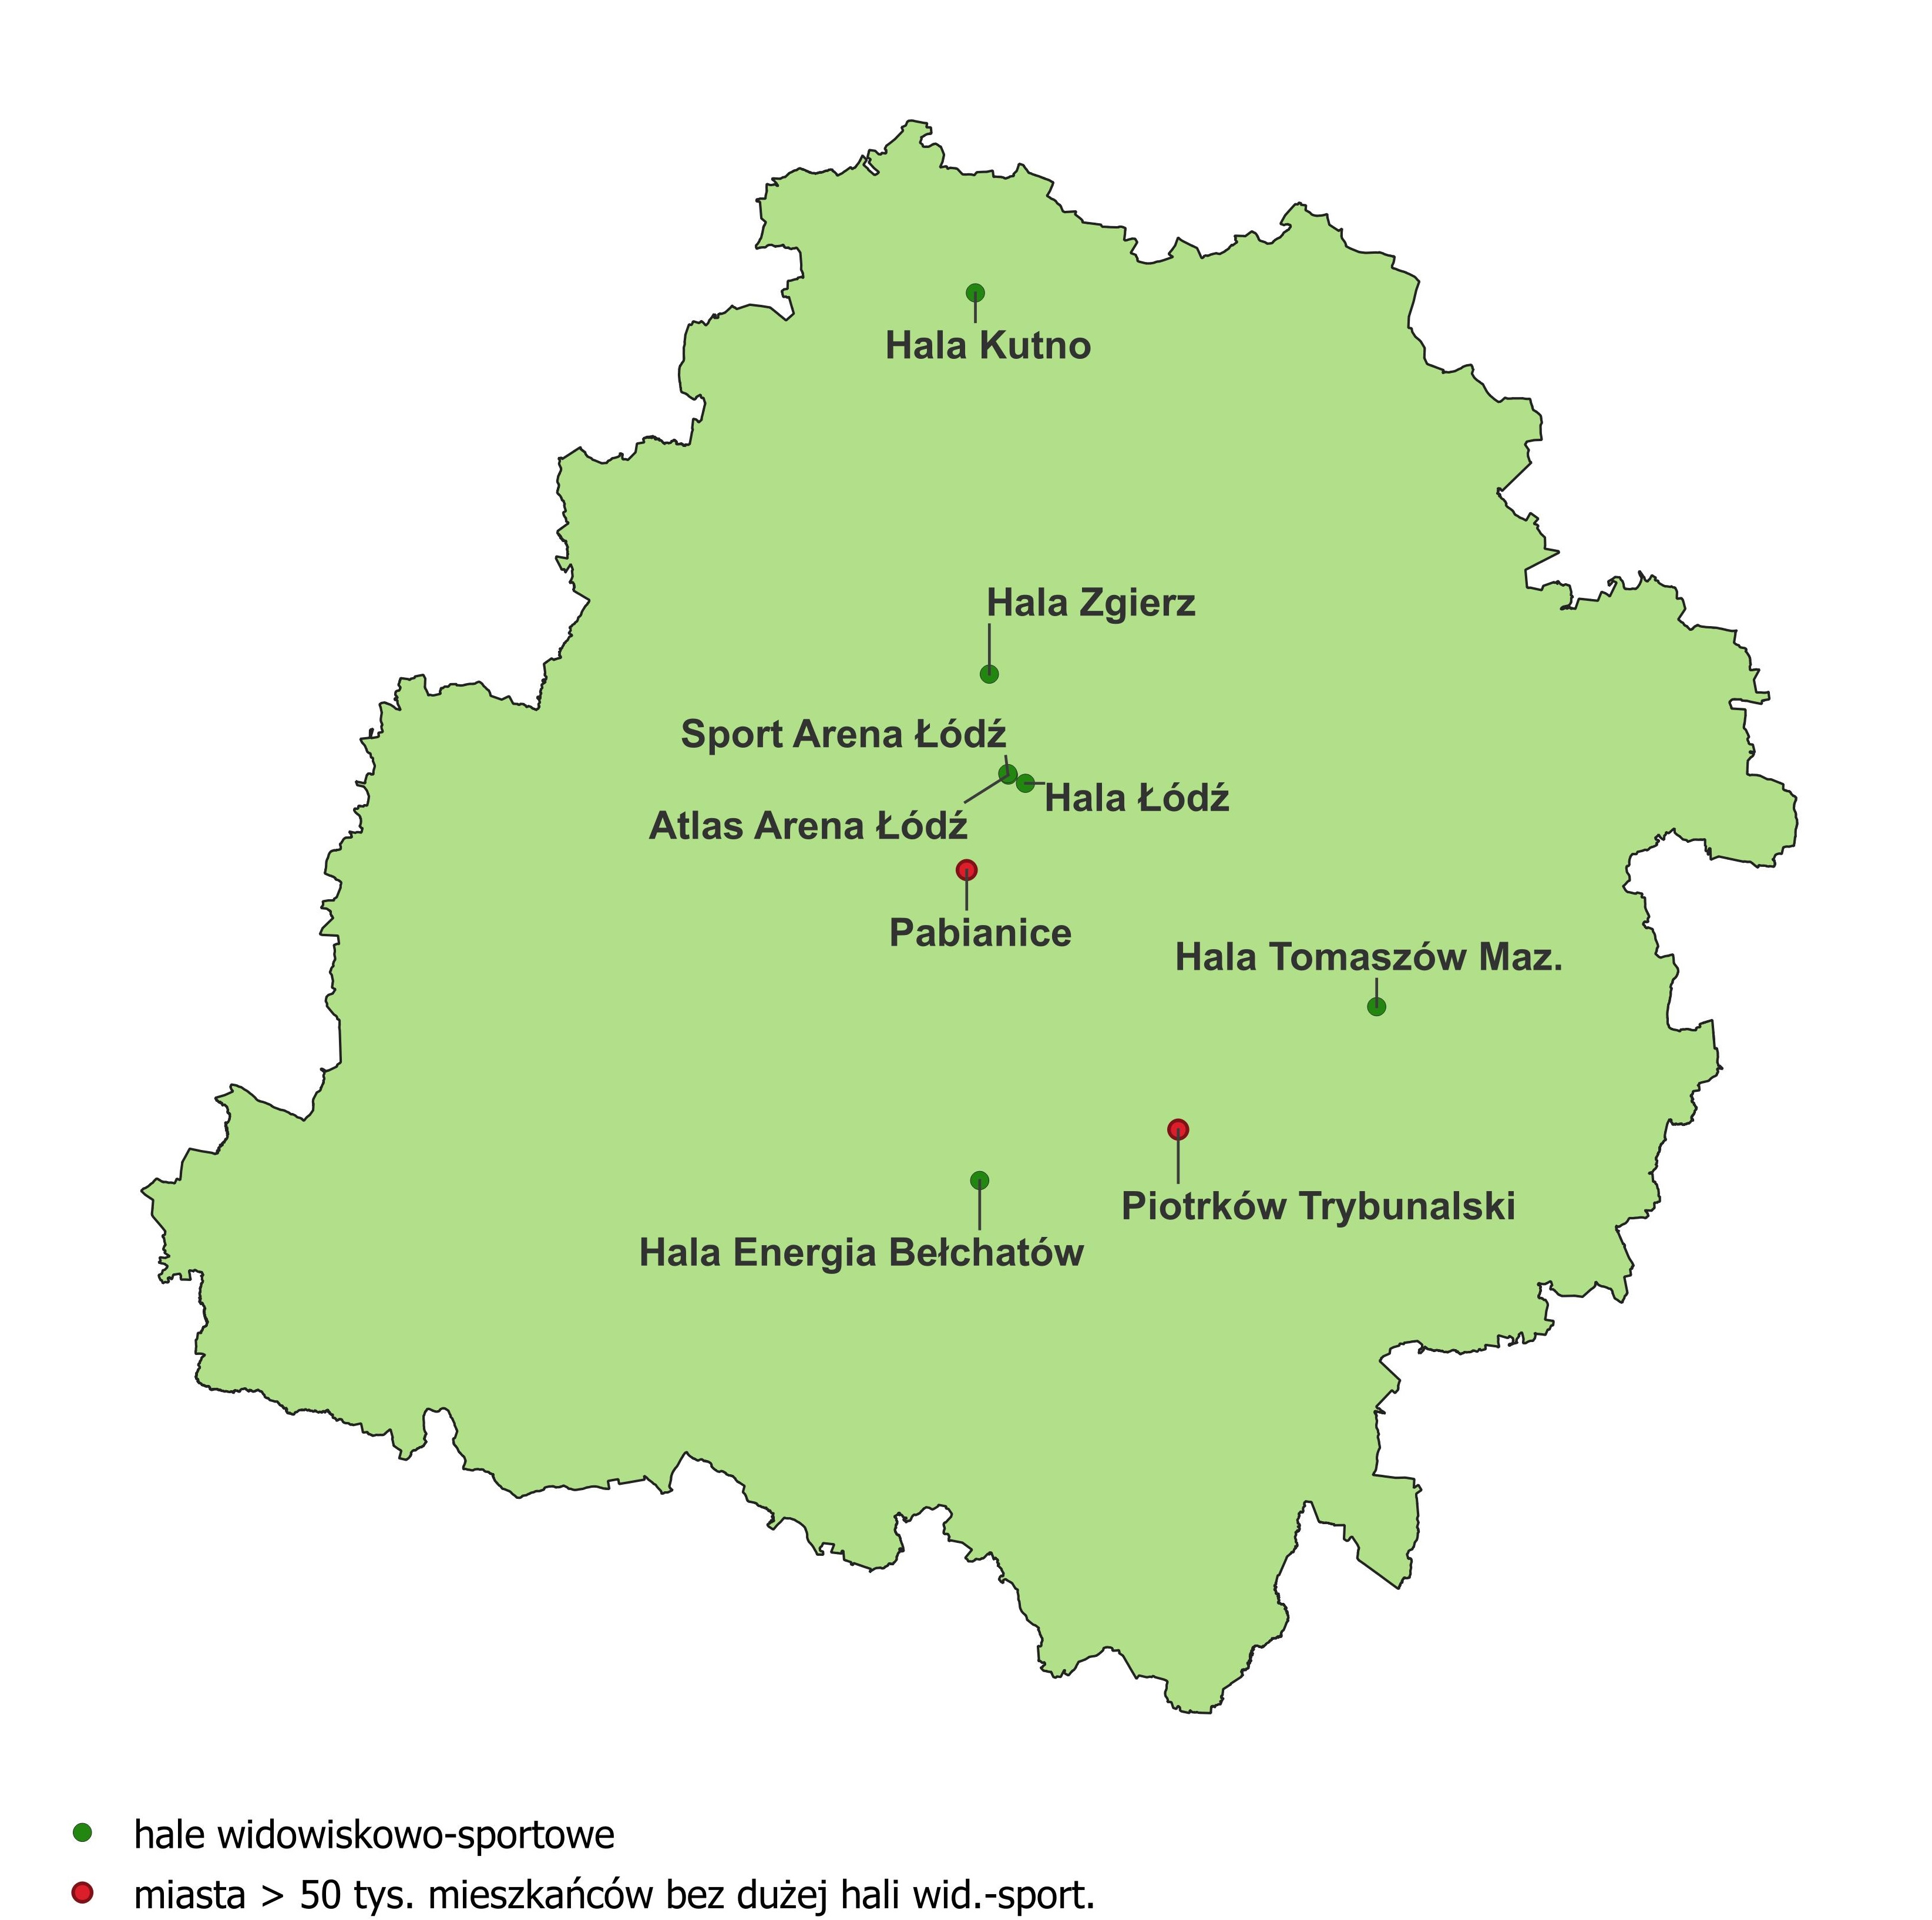 Hala Kutno
Hala Zgierz
Sport Arena Łódź
Hala Łódź
Atlas Arena Łódź
Pabianice
Hala Tomaszów Maz.
Piotrków Trybunalski
Hala Energia Bełchatów
hale widowiskowo-sportowe
miasta > 50 tys. mieszkańców bez dużej hali wid.-sport.